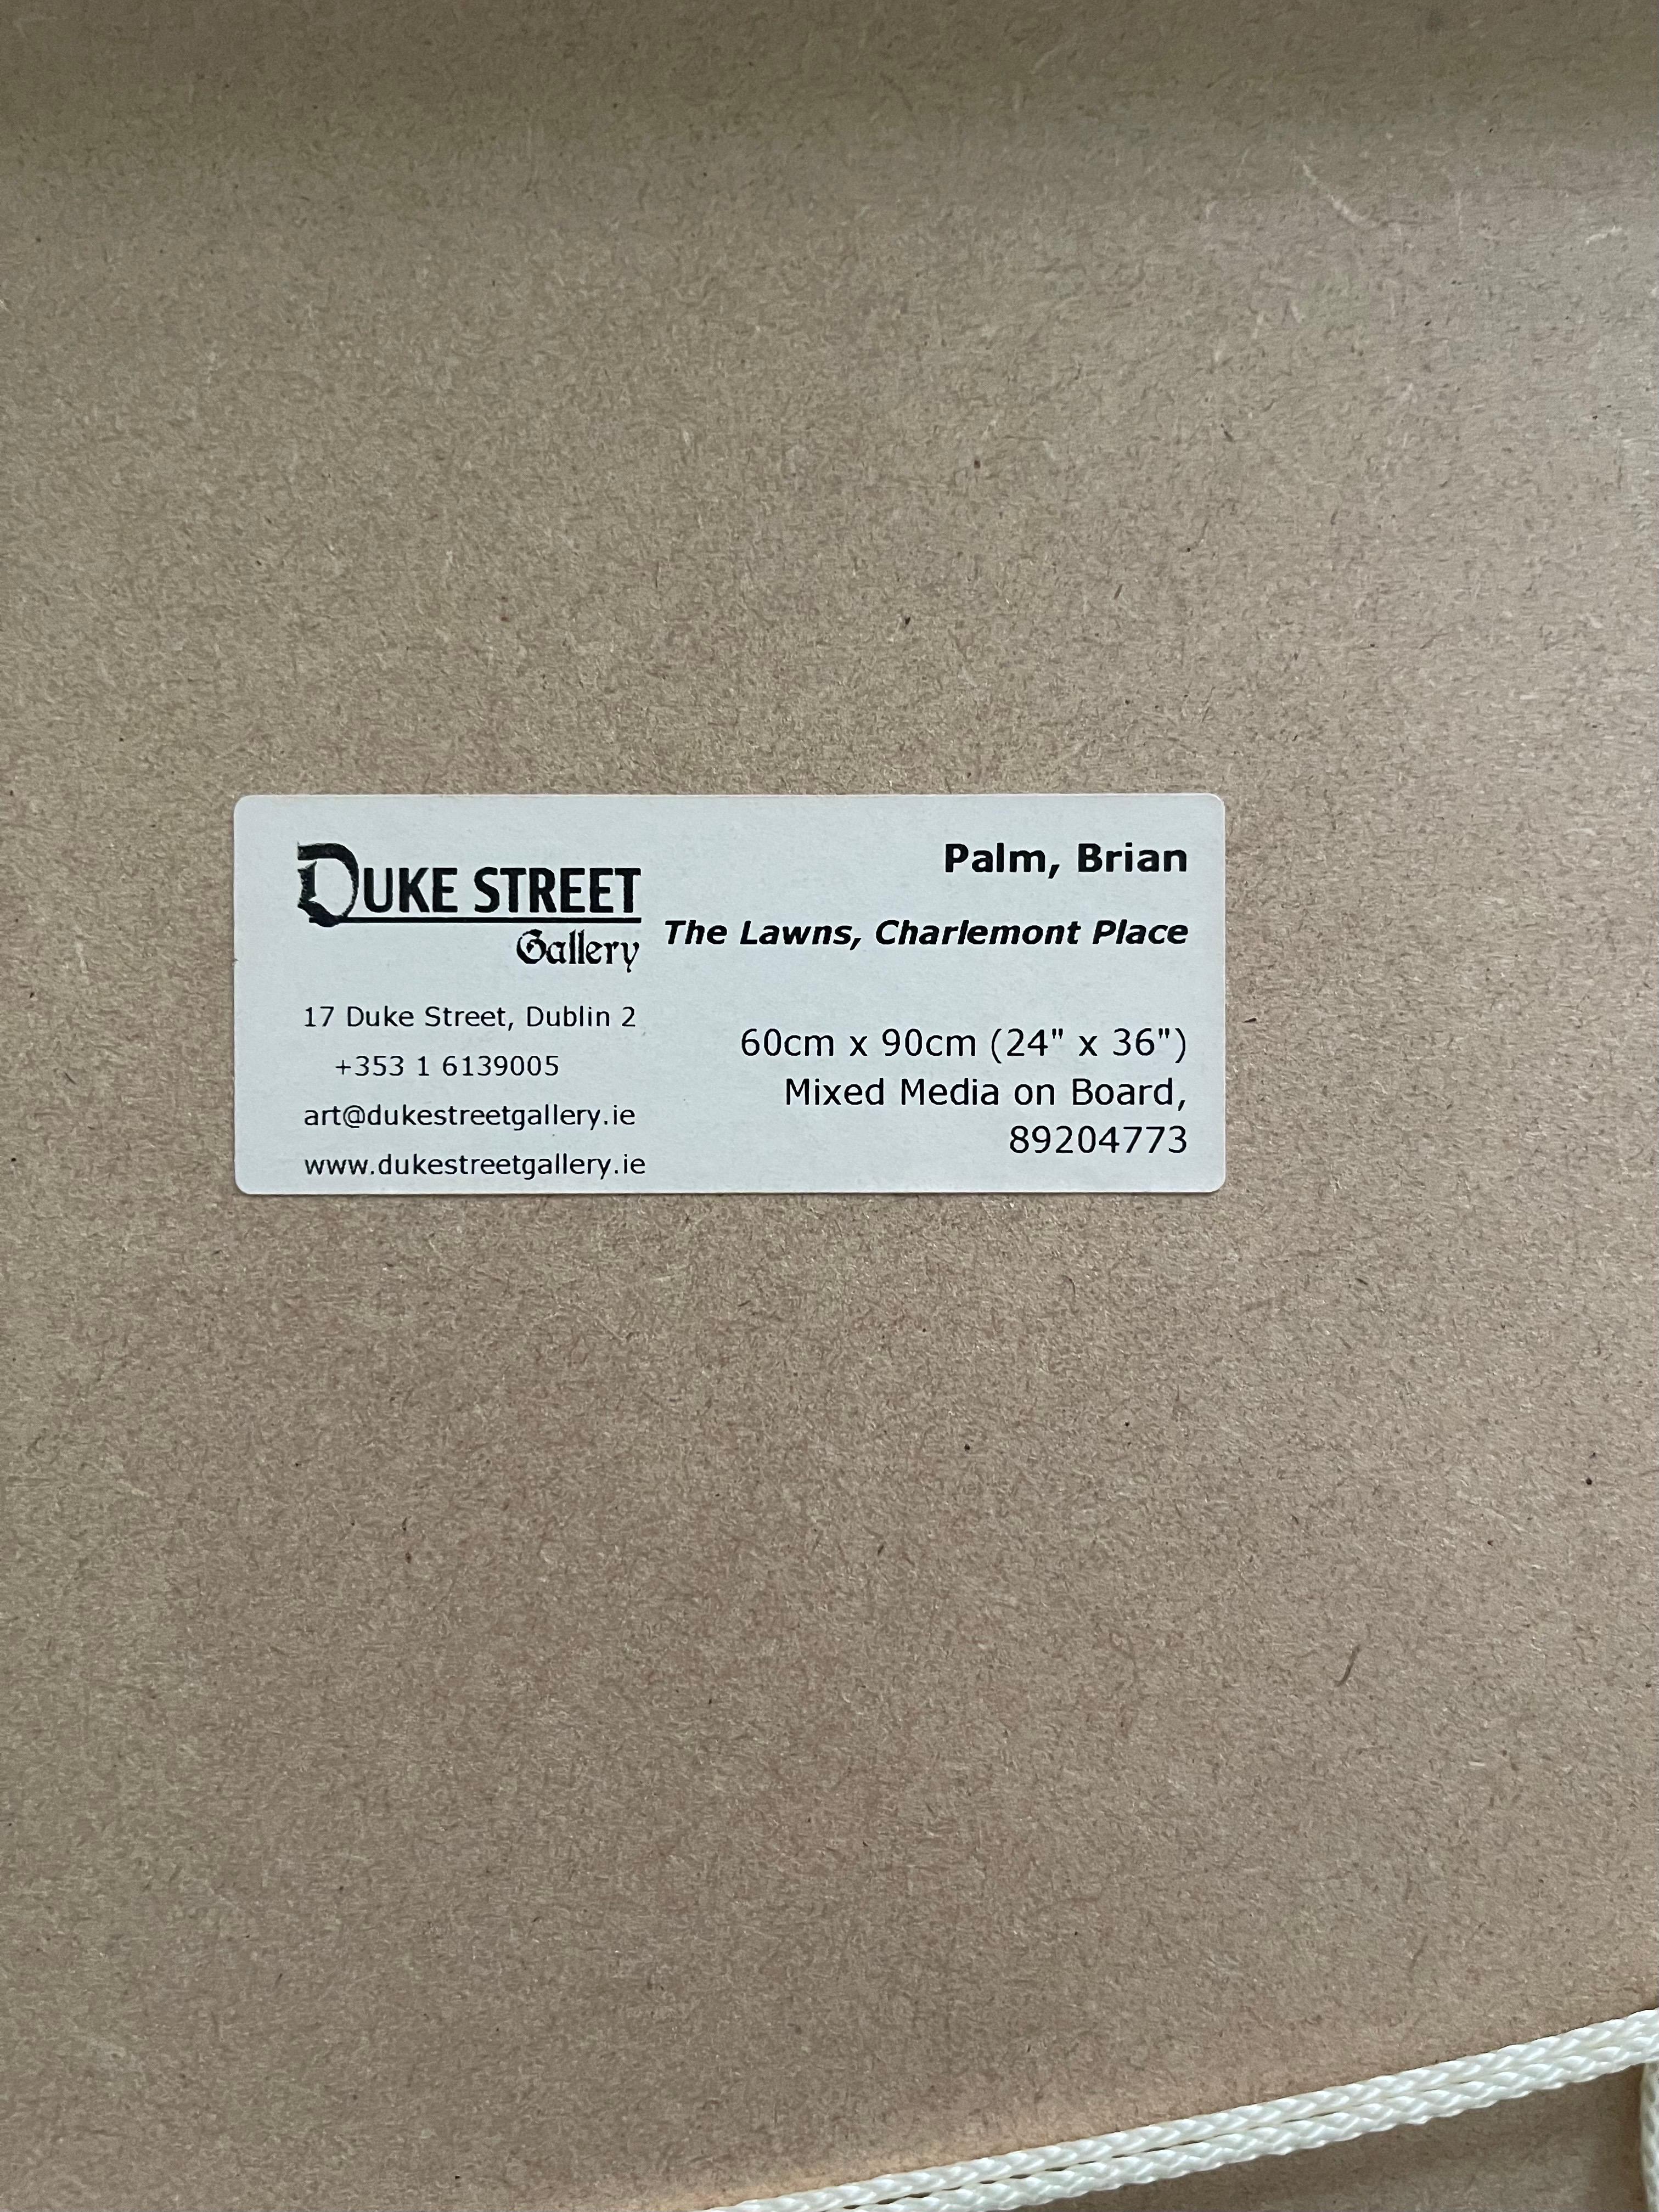 DUKE STREET
Gallery
17 Duke Street, Dublin 2
+353 1 6139005
art@dukestreetgallery.ie
www.dukestreetgallery.ie
Palm, Brian
The Lawns, Charlemont Place
60cm x 90cm (24" x 36")
Mixed Media on Board,
89204773